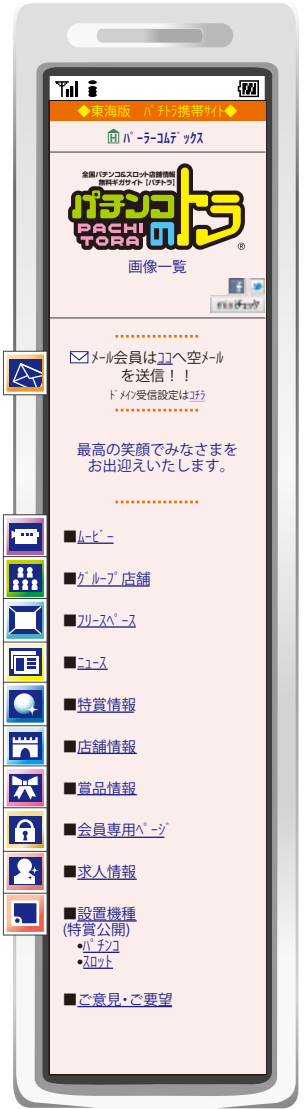 ◆東海版　ﾊﾟﾁﾄﾗ携帯ｻｲﾄ◆
ﾊﾟｰﾗｰｺﾑﾃﾞｯｸｽ
全国パチンコ&スロット店舗情報
無料ギガサイト [パチトラ]
パチンコ
のトラ
PACHI
TORA
®
画像一覧
チェック
ﾒｰﾙ会員はｺｺへ空ﾒｰﾙ
を送信！！
ﾄﾞﾒｲﾝ受信設定はｺﾁﾗ
最高の笑顔でみなさまを
お出迎えいたします。
■ﾑｰﾋﾞｰ
■ｸﾞﾙｰﾌﾟ店舗
■ﾌﾘｰｽﾍﾟｰｽ
■ﾆｭｰｽ
■特賞情報
■店舗情報
■賞品情報
■会員専用ﾍﾟｰｼﾞ
■求人情報
■設置機種
(特賞公開)
•ﾊﾟﾁﾝｺ
•ｽﾛｯﾄ
■ご意見・ご要望